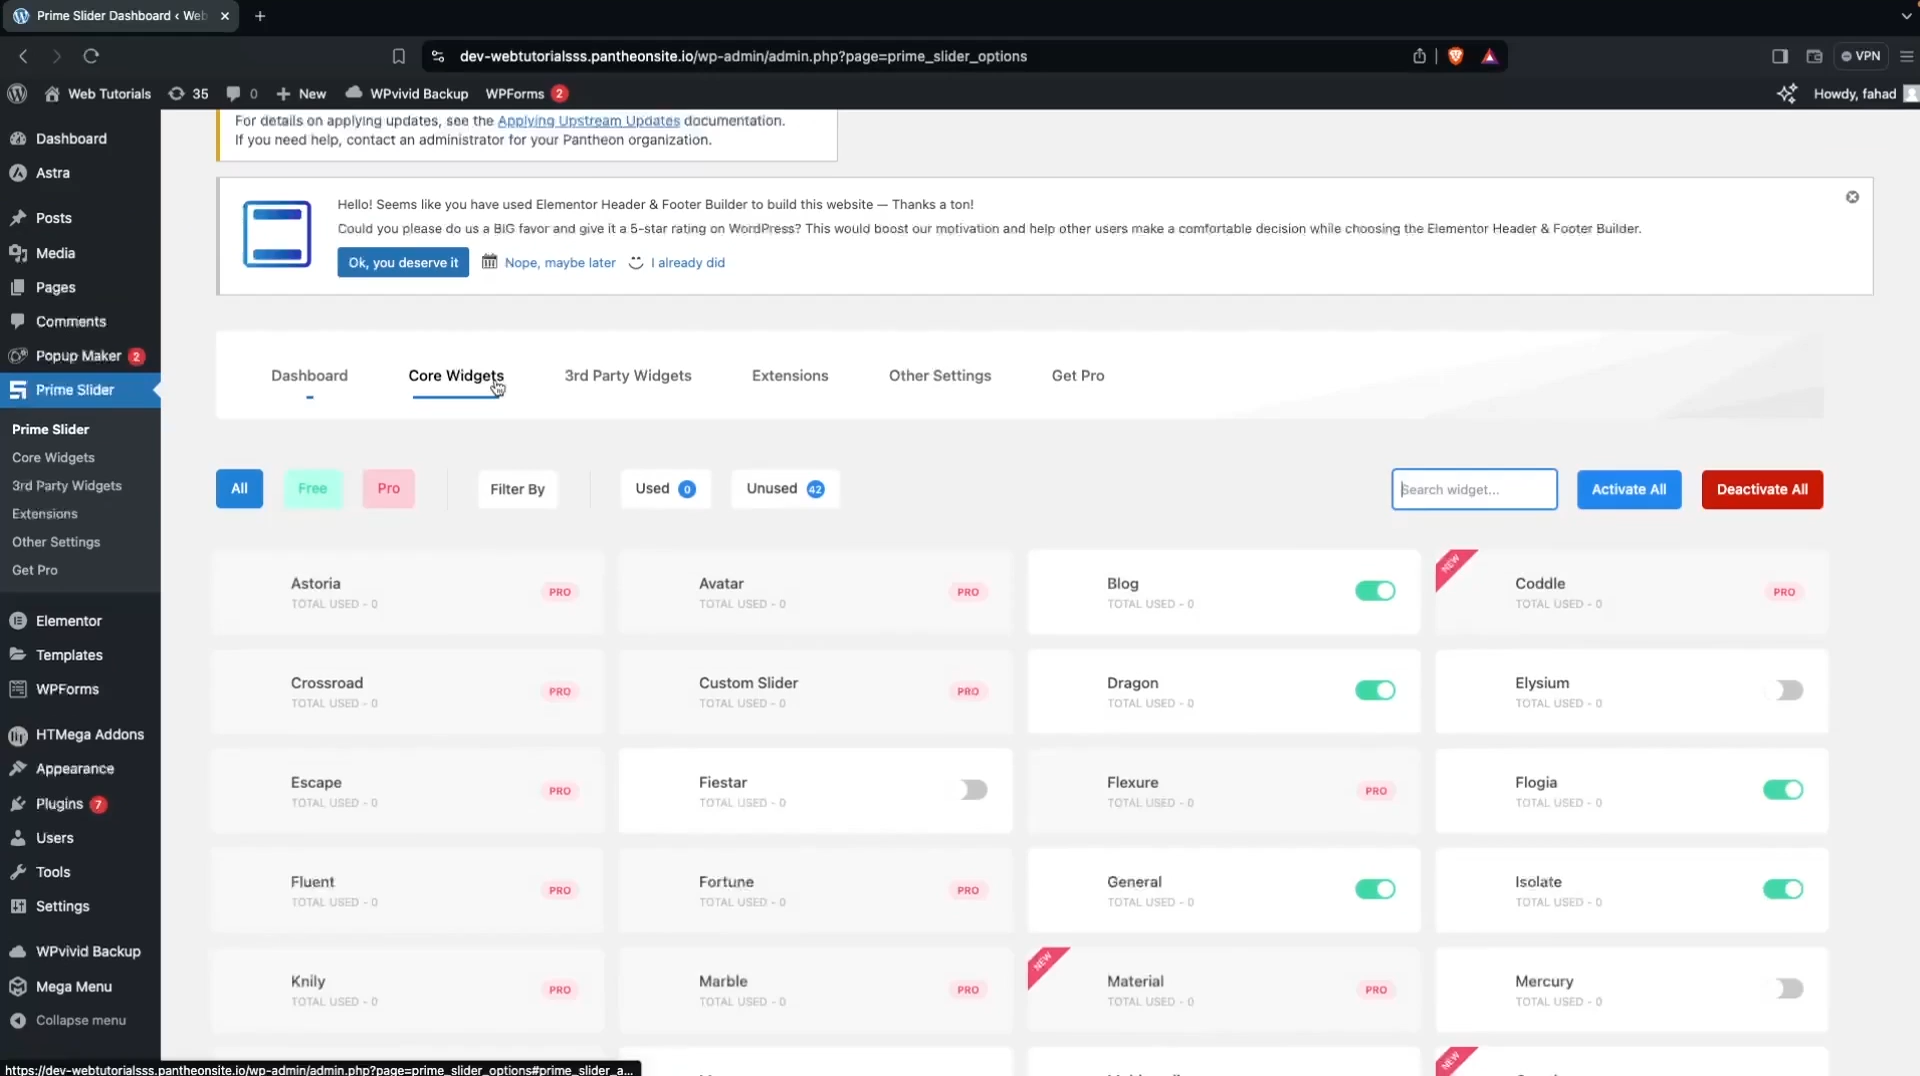 Prime Slider Dashboard ‹ Web
dev-webtutorialsss.pantheonsite.io/wp-admin/admin.php?page=prime_slider_options
VPN
Web Tutorials
35
0
New
WPvivid Backup
WPForms 2
Howdy, fahad
Dashboard
Astra
Posts
Media
Pages
Comments
Popup Maker 2
Prime Slider
Prime Slider
Core Widgets
3rd Party Widgets
Extensions
Other Settings
Get Pro
Elementor
Templates
WPForms
HTMega Addons
Appearance
Plugins 7
Users
Tools
Settings
WPvivid Backup
Mega Menu
Collapse menu
For details on applying updates, see the Applying Upstream Updates documentation.
If you need help, contact an administrator for your Pantheon organization.
Hello! Seems like you have used Elementor Header & Footer Builder to build this website — Thanks a ton!
Could you please do us a BIG favor and give it a 5-star rating on WordPress? This would boost our motivation and help other users make a comfortable decision while choosing the Elementor Header & Footer Builder.
Ok, you deserve it
Nope, maybe later
I already did
Dashboard
Core Widgets
3rd Party Widgets
Extensions
Other Settings
Get Pro
All
Free
Pro
Filter By
Used 0
Unused 42
Search widget...
Activate All
Deactivate All
Astoria
TOTAL USED - 0
PRO
Avatar
TOTAL USED - 0
PRO
Blog
TOTAL USED - 0
NEW
Coddle
TOTAL USED - 0
PRO
Crossroad
TOTAL USED - 0
PRO
Custom Slider
TOTAL USED - 0
PRO
Dragon
TOTAL USED - 0
Elysium
TOTAL USED - 0
Escape
TOTAL USED - 0
PRO
Fiestar
TOTAL USED - 0
Flexure
TOTAL USED - 0
PRO
Flogia
TOTAL USED - 0
Fluent
TOTAL USED - 0
PRO
Fortune
TOTAL USED - 0
PRO
General
TOTAL USED - 0
Isolate
TOTAL USED - 0
Knily
TOTAL USED - 0
PRO
Marble
TOTAL USED - 0
PRO
NEW
Material
TOTAL USED - 0
PRO
Mercury
TOTAL USED - 0
NEW
https://dev-webtutorialsss.pantheonsite.io/wp-admin/admin.php?page=prime_slider_options#prime_slider_a...